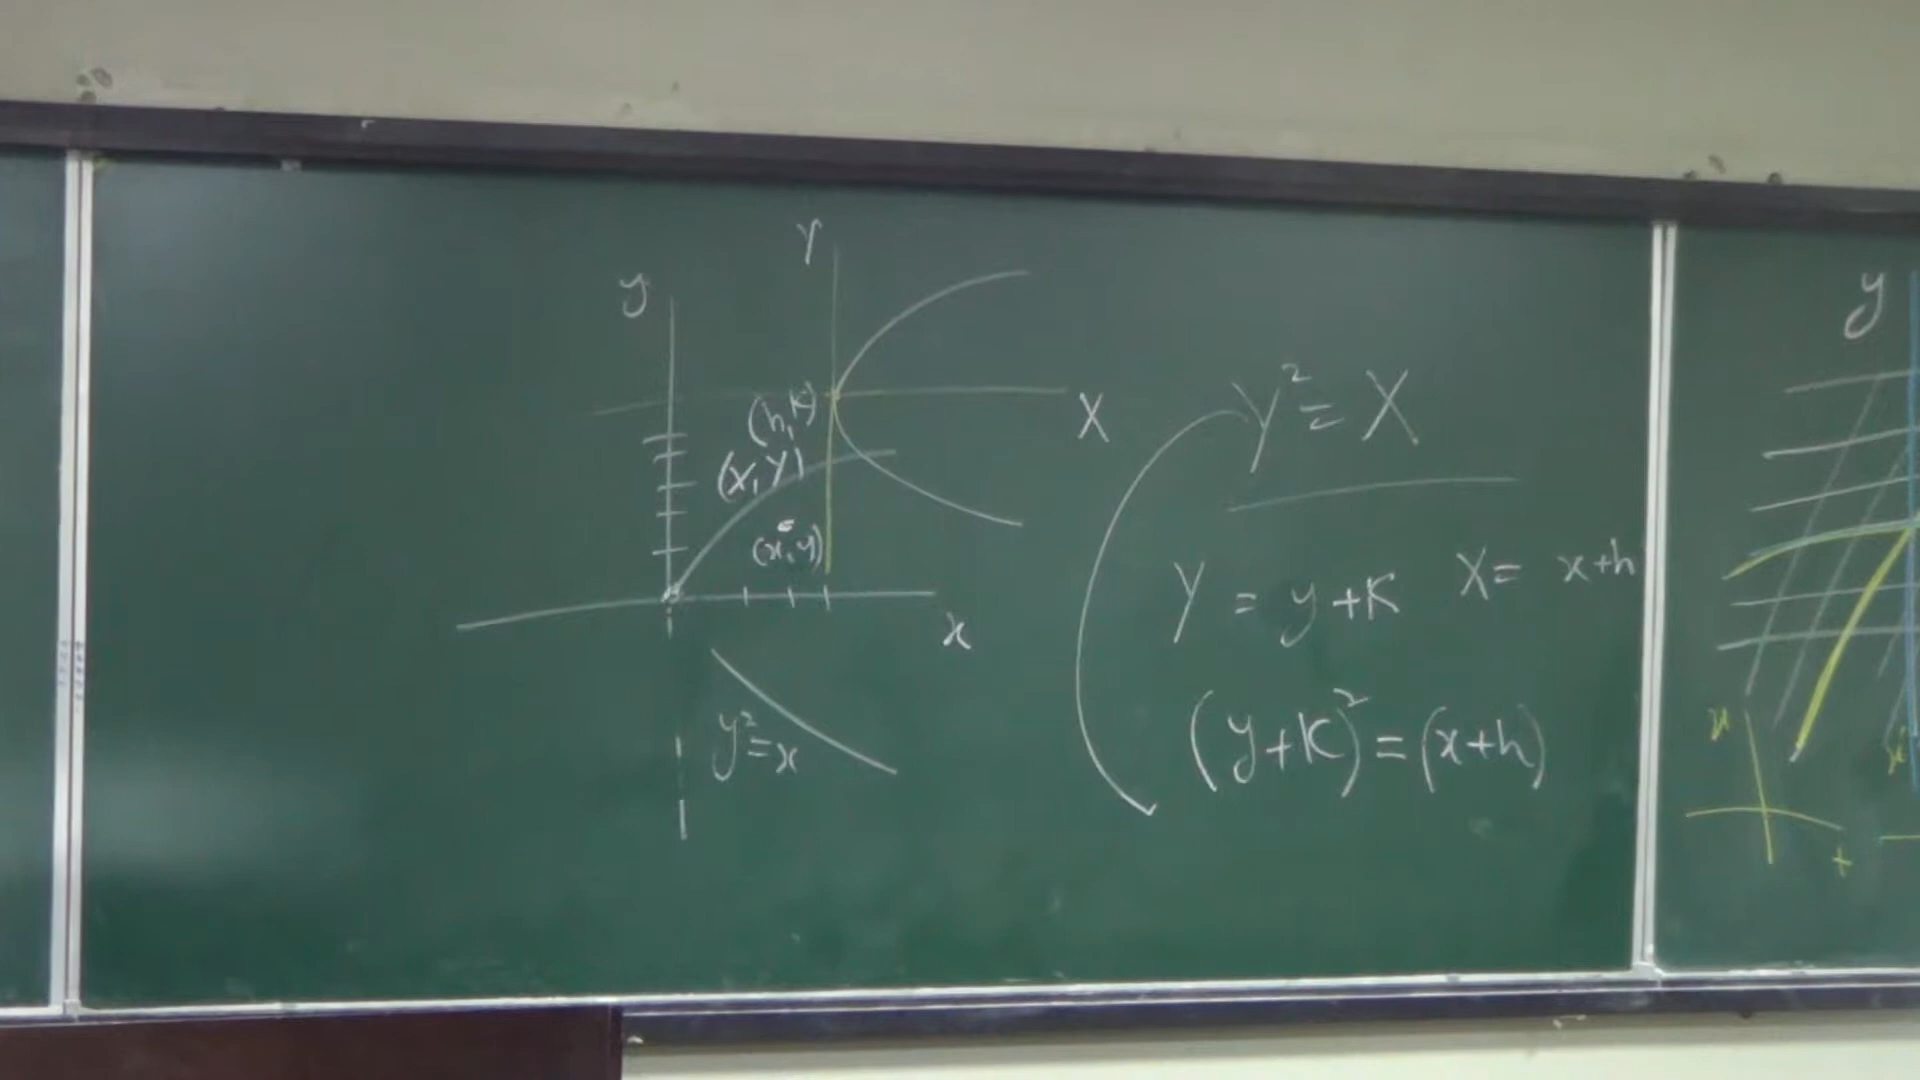 Y
y
(h,K)
X
(X,Y)
(x,y)
x
y²=x
Y²=X
Y = y+K X= x+h
(y+K)²=(x+h)
y
x